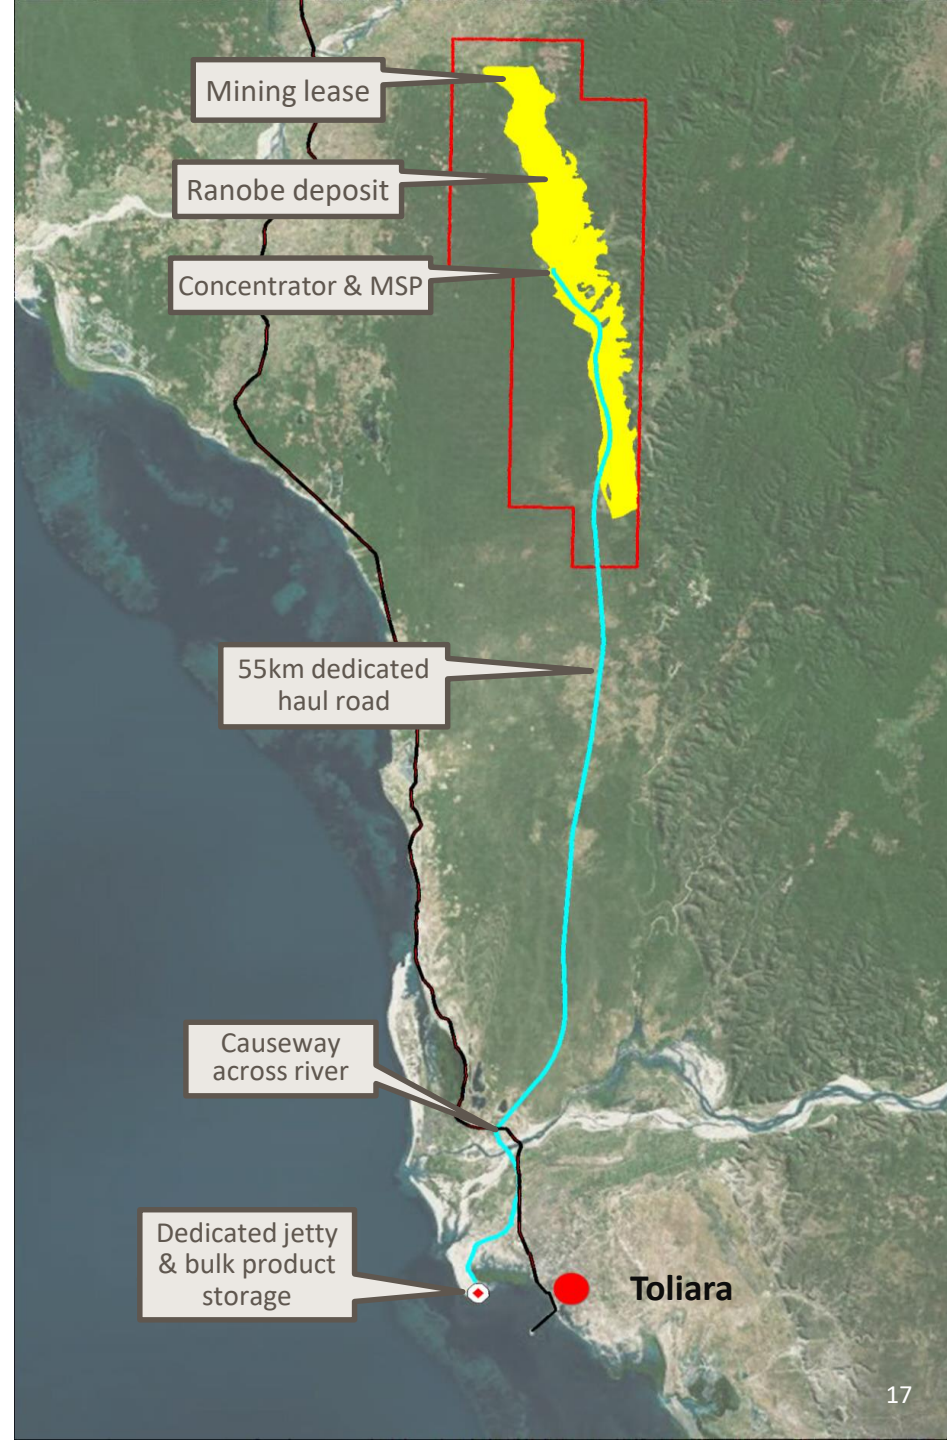 Mining lease
Ranobe deposit
Concentrator & MSP
55km dedicated
haul road
Causeway
across river
Dedicated jetty
& bulk product
storage
Toliara
17